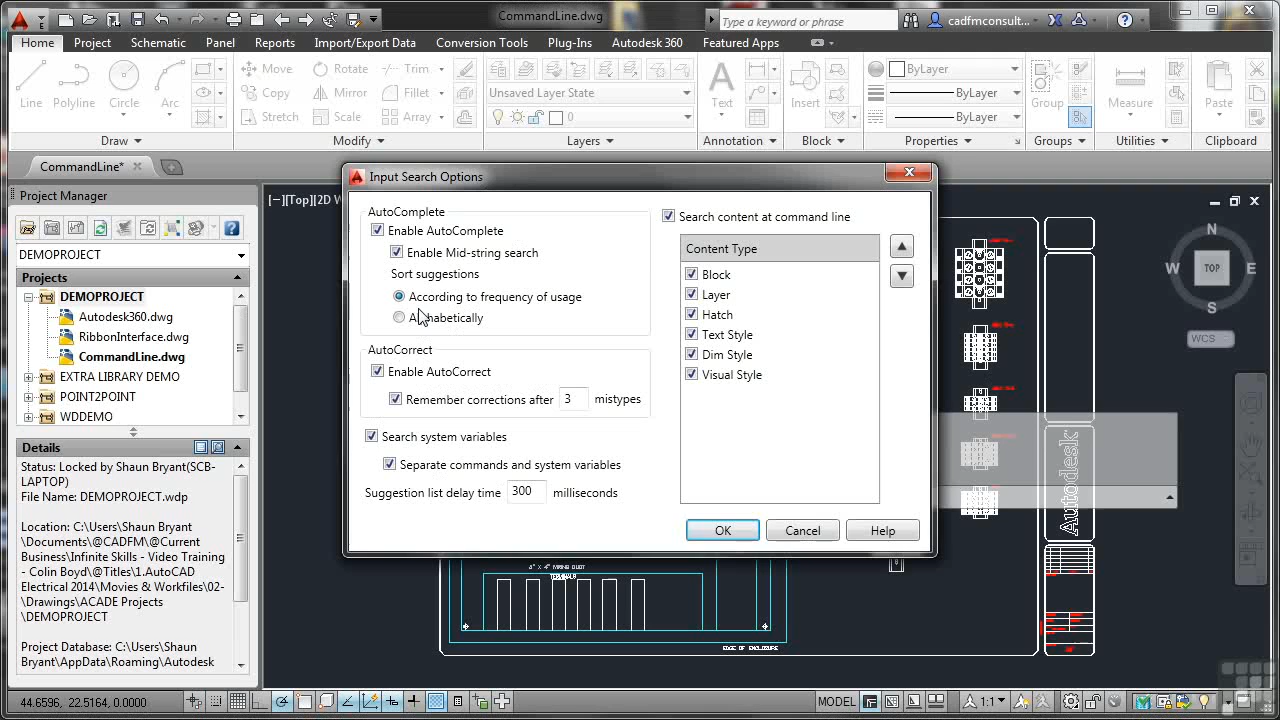 CommandLine.dwg
Type a keyword or phrase
cadfmconsult...
Home Project Schematic Panel Reports Import/Export Data Conversion Tools Plug-Ins Autodesk 360 Featured Apps
Line Polyline Circle Arc
Move Rotate Trim
Copy Mirror Fillet
Stretch Scale Array
Unsaved Layer State
0
Text
Insert
ByLayer
ByLayer
ByLayer
Group
Measure
Paste
Draw Modify Layers Annotation Block Properties Groups Utilities Clipboard
CommandLine*
Project Manager
DEMOPROJECT
Projects
DEMOPROJECT
Autodesk360.dwg
RibbonInterface.dwg
CommandLine.dwg
EXTRA LIBRARY DEMO
POINT2POINT
WDDEMO
Details
Status: Locked by Shaun Bryant(SCB-
LAPTOP)
File Name: DEMOPROJECT.wdp
Location: C:\Users\Shaun
Bryant\Documents\@CADFM\@Current
Business\Infinite Skills - Video Training
- Colin Boyd\@Titles\1.AutoCAD
Electrical 2014\Movies & Workfiles\02-
\Drawings\ACADE Projects
\DEMOPROJECT
Project Database: C:\Users\Shaun
Bryant\AppData\Roaming\Autodesk
[−][Top][2D W
Input Search Options
AutoComplete
Enable AutoComplete
Enable Mid-string search
Sort suggestions
According to frequency of usage
Alphabetically
AutoCorrect
Enable AutoCorrect
Remember corrections after 3 mistypes
Search system variables
Separate commands and system variables
Suggestion list delay time 300 milliseconds
Search content at command line
Content Type
Block
Layer
Hatch
Text Style
Dim Style
Visual Style
OK Cancel Help
N
W TOP E
S
WCS
Autodesk
TERMINALS
EDGE OF ENCLOSURE
44.6596, 22.5164, 0.0000
MODEL
1:1